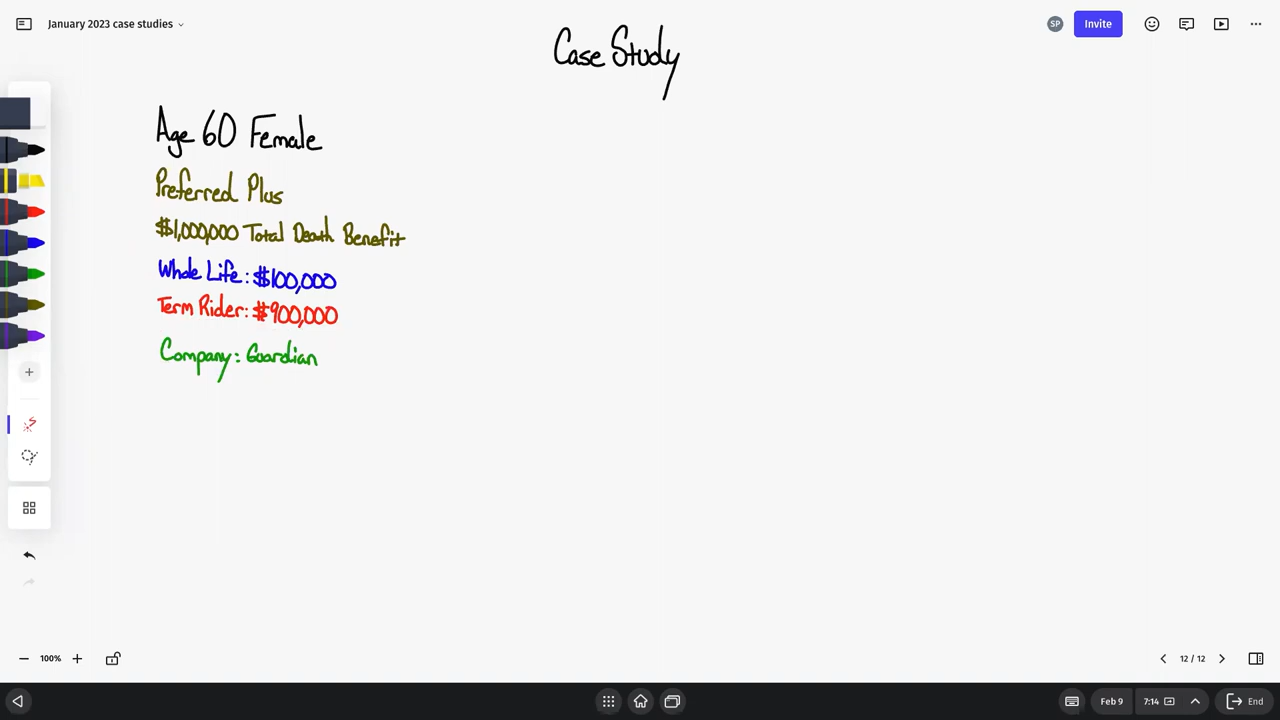 January 2023 case studies
SP
Invite
Case Study
Age 60 Female
Preferred Plus
$1,000,000 Total Death Benefit
Whole Life: $100,000
Term Rider: $900,000
Company: Guardian
100%
12 / 12
Feb 9
7:14
End